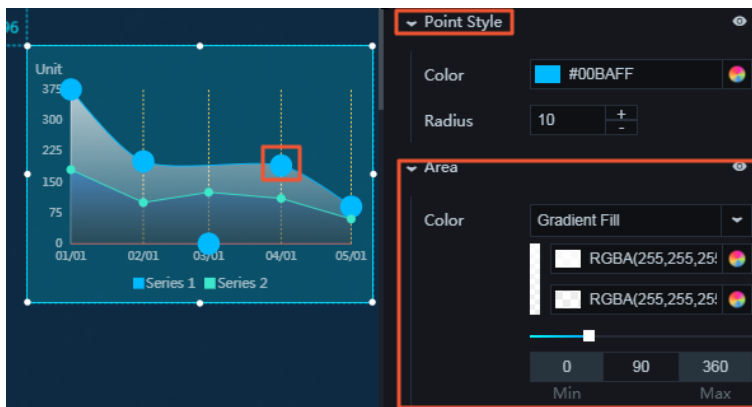 96
Unit
375
300
225
150
75
0
01/01 02/01 03/01 04/01 05/01
Series 1 Series 2
Point Style
Color #00BAFF
Radius 10 + -
Area
Color Gradient Fill
RGBA(255,255,25
RGBA(255,255,25
0 90 360
Min Max